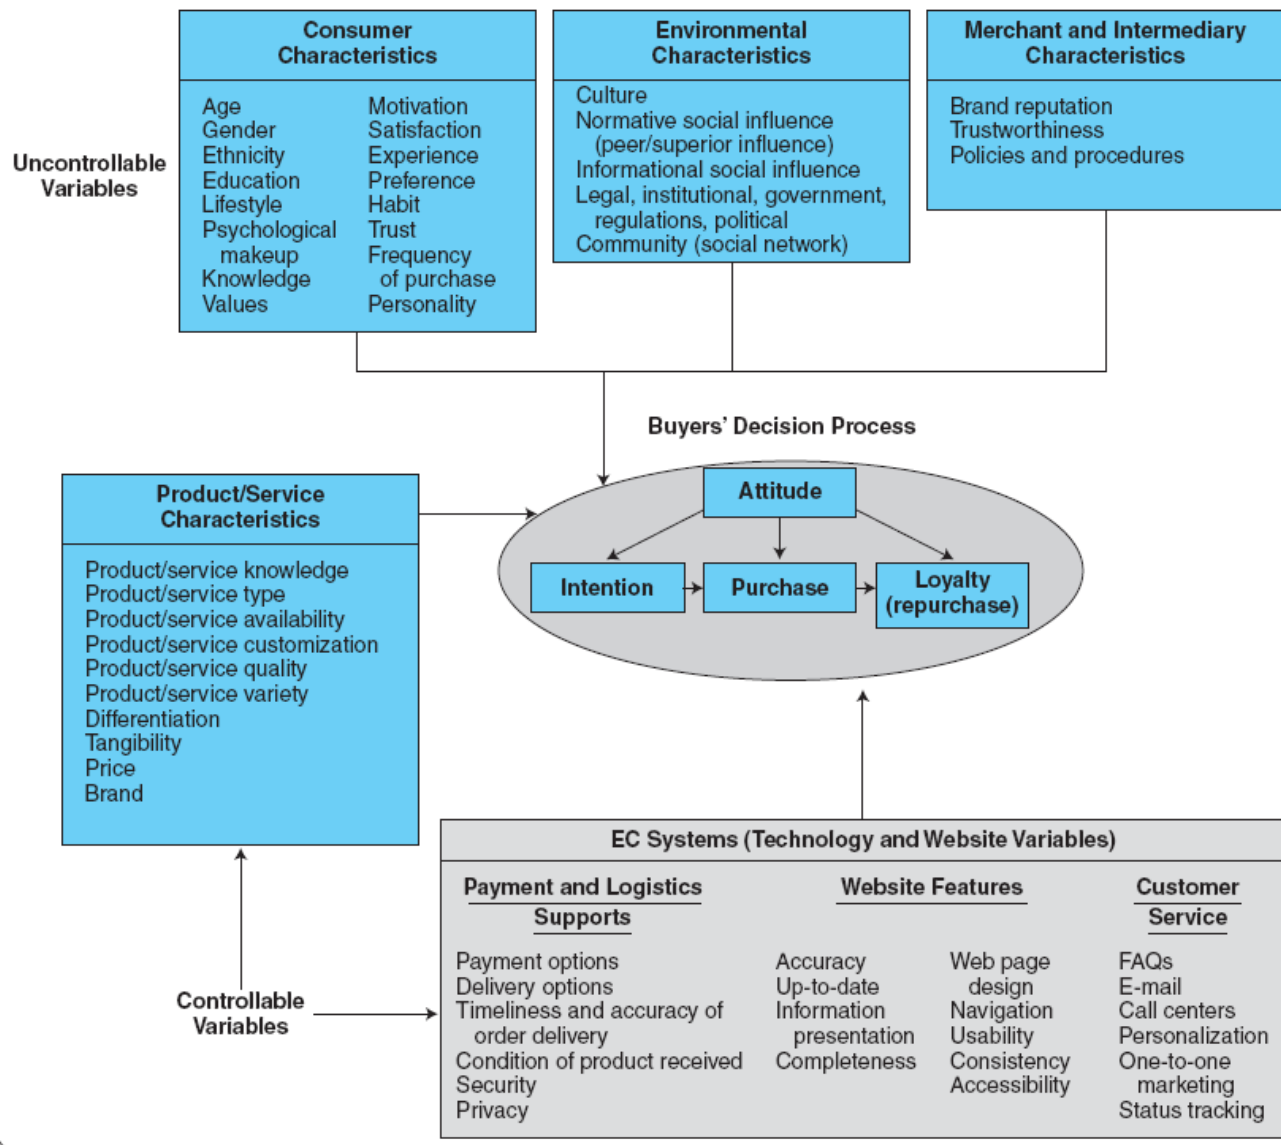 Consumer
Characteristics
Age
Gender
Ethnicity
Education
Lifestyle
Psychological
makeup
Knowledge
Values
Motivation
Satisfaction
Experience
Preference
Habit
Trust
Frequency
of purchase
Personality
Environmental
Characteristics
Culture
Normative social influence
(peer/superior influence)
Informational social influence
Legal, institutional, government,
regulations, political
Community (social network)
Merchant and Intermediary
Characteristics
Brand reputation
Trustworthiness
Policies and procedures
Uncontrollable
Variables
Buyers’ Decision Process
Attitude
Intention
Purchase
Loyalty
(repurchase)
Product/Service
Characteristics
Product/service knowledge
Product/service type
Product/service availability
Product/service customization
Product/service quality
Product/service variety
Differentiation
Tangibility
Price
Brand
Controllable
Variables
EC Systems (Technology and Website Variables)
Payment and Logistics
Supports
Payment options
Delivery options
Timeliness and accuracy of
order delivery
Condition of product received
Security
Privacy
Website Features
Accuracy
Up-to-date
Information
presentation
Completeness
Web page
design
Navigation
Usability
Consistency
Accessibility
Customer
Service
FAQs
E-mail
Call centers
Personalization
One-to-one
marketing
Status tracking